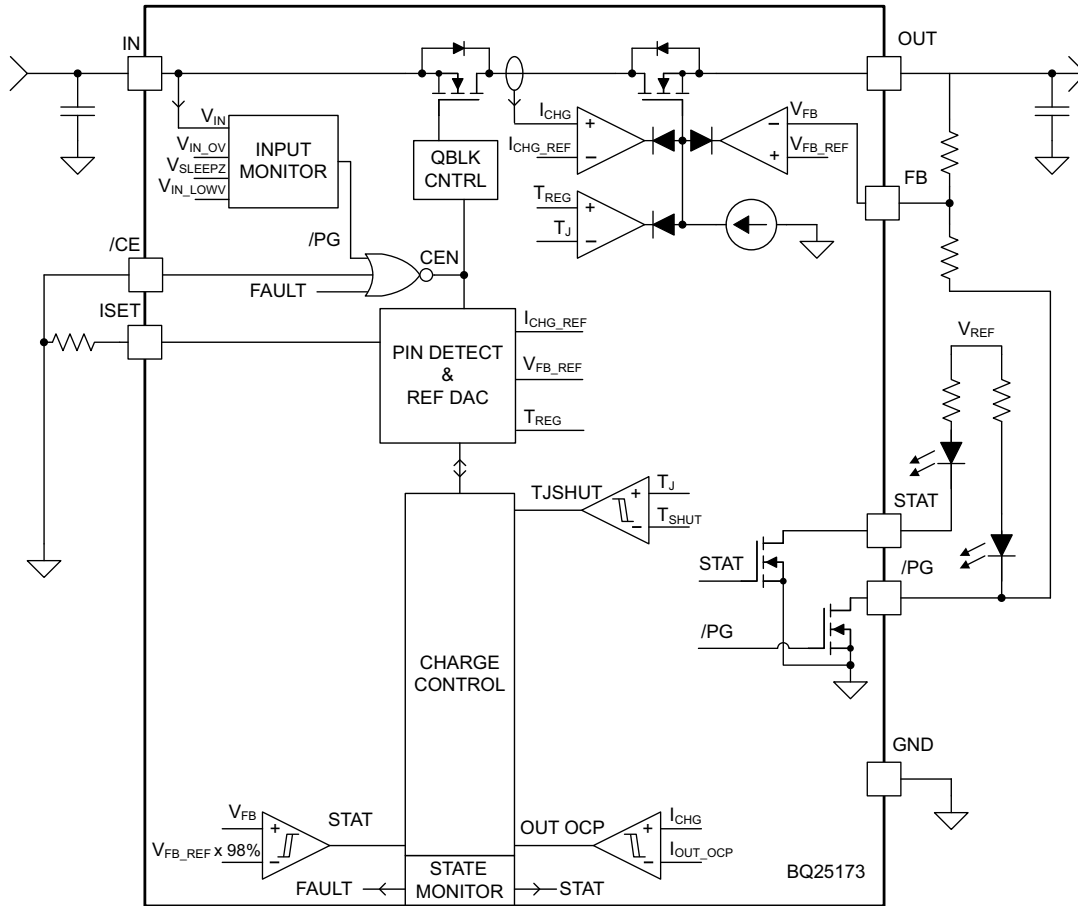 IN
OUT
V_IN
V_IN_OV
V_SLEEPZ
V_IN_LOWV
INPUT
MONITOR
QBLK
CNTRL
I_CHG
+
I_CHG_REF
−
V_FB
−
V_FB_REF
+
T_REG
+
T_J
−
FB
/PG
/CE
CEN
FAULT
ISET
PIN DETECT
&
REF DAC
I_CHG_REF
V_FB_REF
T_REG
V_REF
TJSHUT
T_J
+
T_SHUT
−
STAT
STAT
/PG
/PG
CHARGE
CONTROL
GND
V_FB
+
STAT
V_FB_REF x 98%
−
OUT OCP
I_CHG
+
I_OUT_OCP
−
STATE
MONITOR
FAULT
STAT
BQ25173